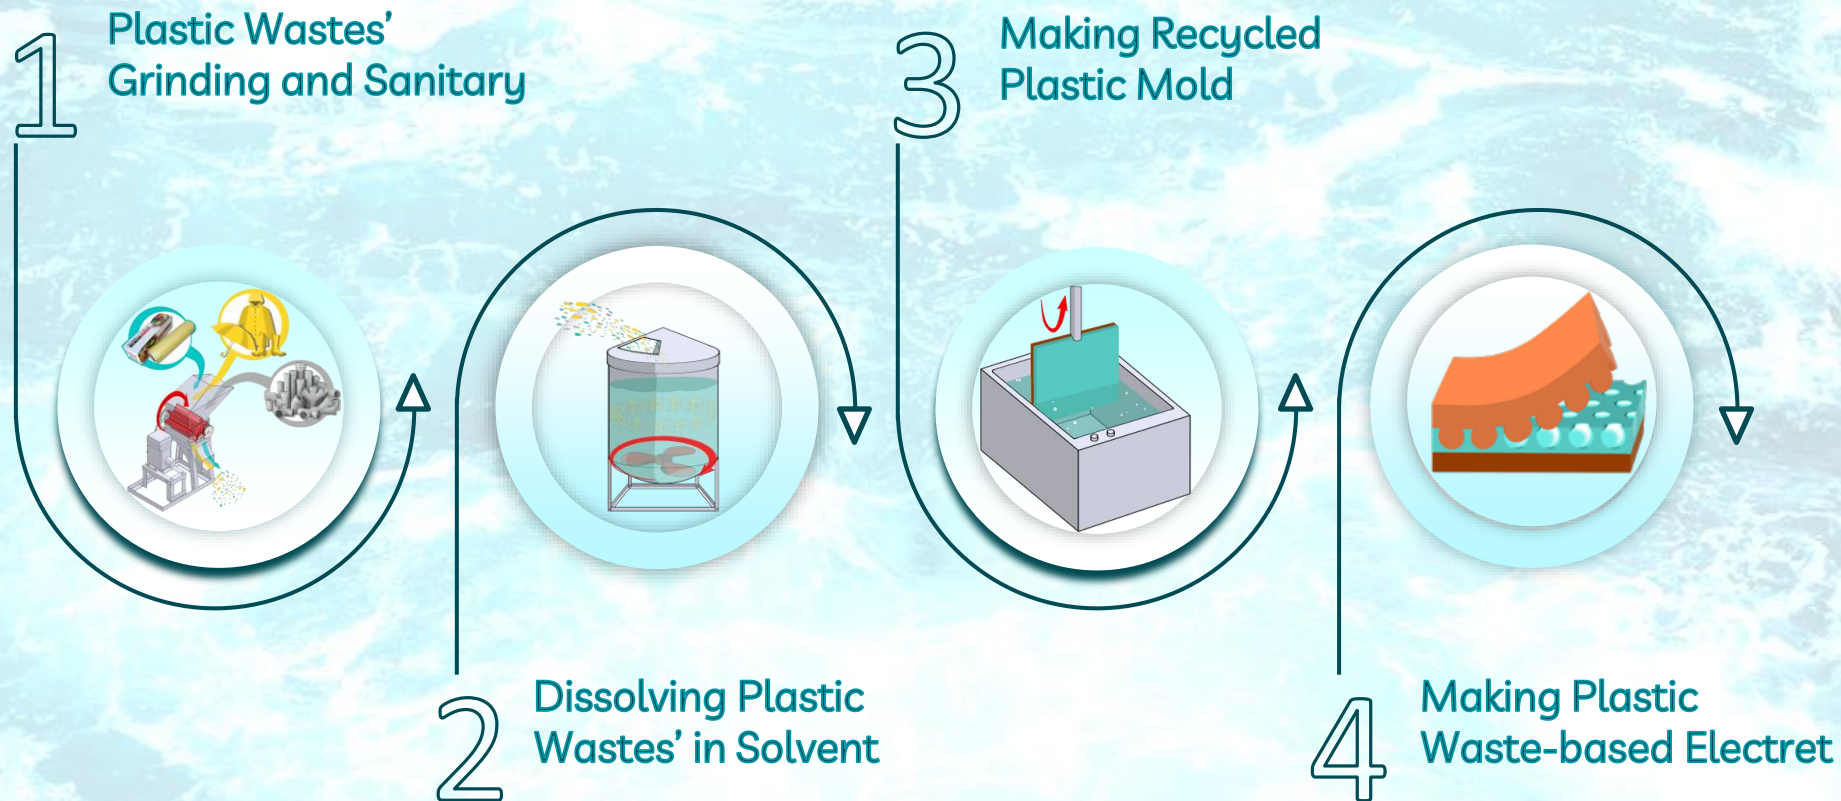 1
Plastic Wastes’
Grinding and Sanitary
2
Dissolving Plastic
Wastes’ in Solvent
3
Making Recycled
Plastic Mold
4
Making Plastic
Waste-based Electret